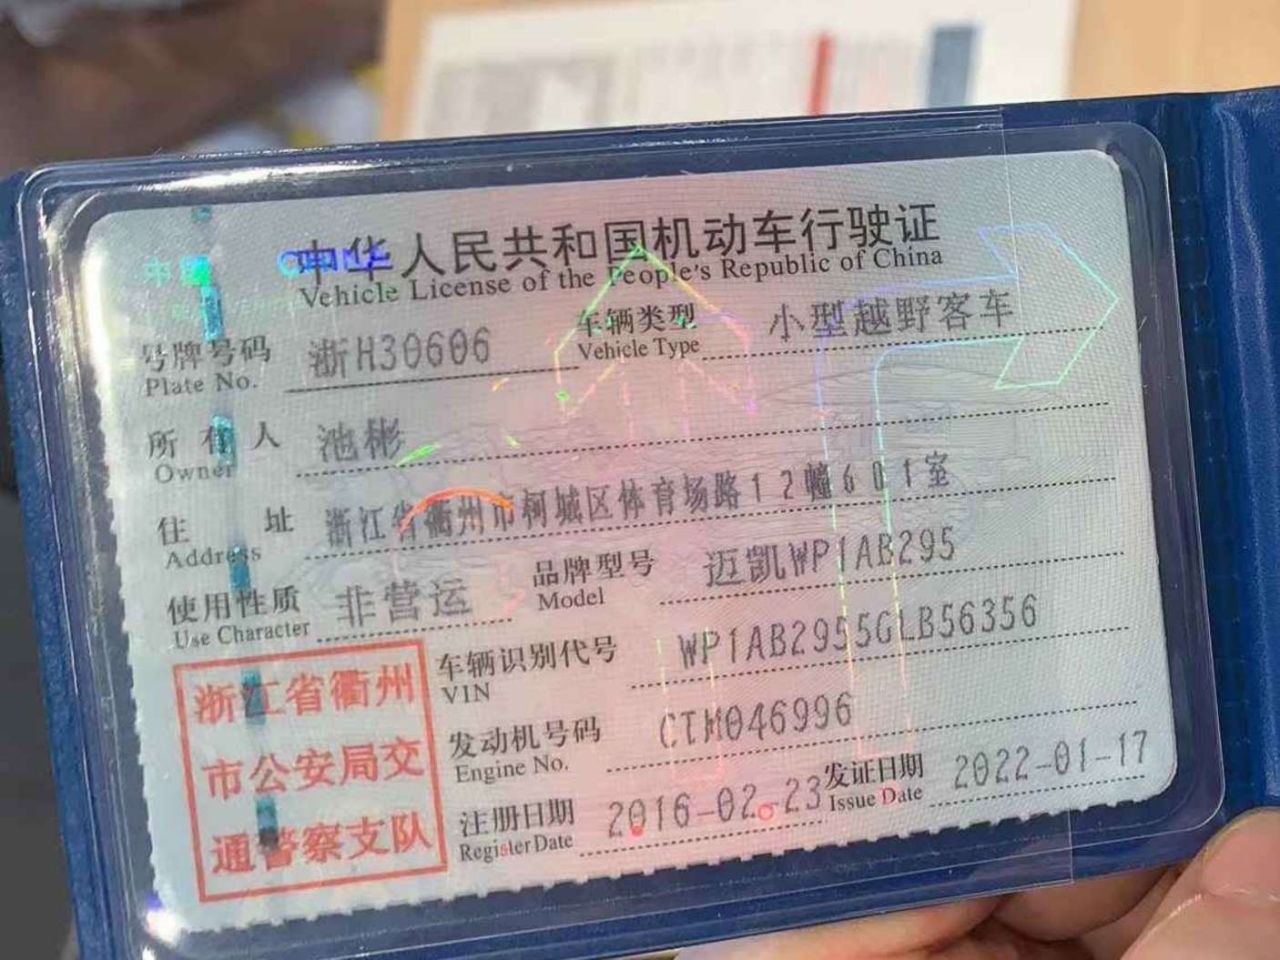 中国 CHINA
中华人民共和国机动车行驶证
Vehicle License of the People's Republic of China
号牌号码 浙H30606 车辆类型 小型越野客车
Plate No. Vehicle Type
所有人 池彬
Owner
住址 浙江省衢州市柯城区体育场路12幢601室
Address
使用性质 非营运 品牌型号 迈凯WP1AB295
Use Character Model
车辆识别代号 WP1AB2955GLB56356
VIN
发动机号码 CTM046996
Engine No.
注册日期 2016-02-23 发证日期 2022-01-17
Register Date Issue Date
浙江省衢州
市公安局交
通警察支队